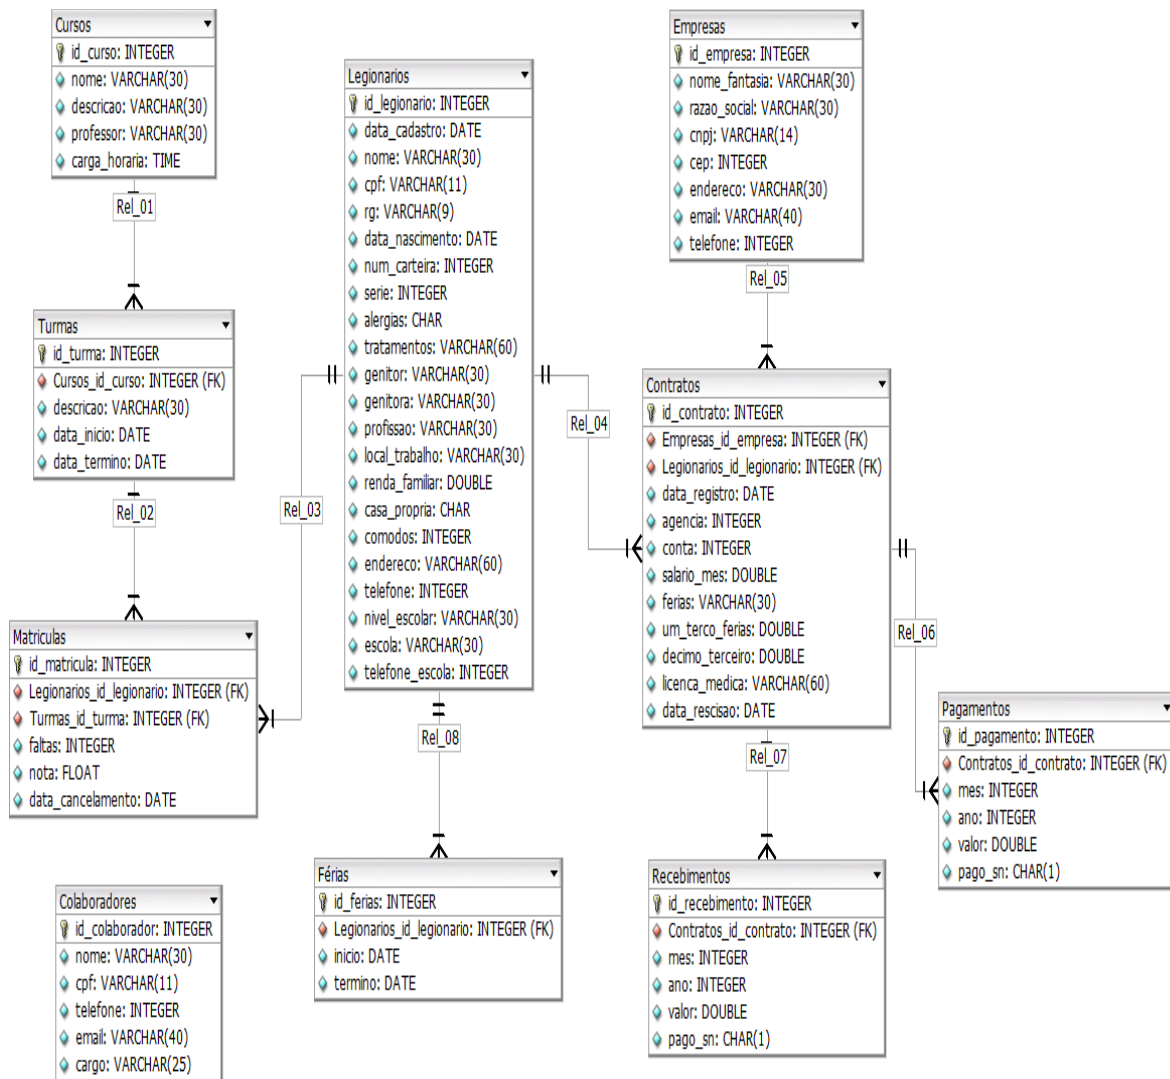 Cursos
id_curso: INTEGER
nome: VARCHAR(30)
descricao: VARCHAR(30)
professor: VARCHAR(30)
carga_horaria: TIME
Rel_01
Turmas
id_turma: INTEGER
Cursos_id_curso: INTEGER (FK)
descricao: VARCHAR(30)
data_inicio: DATE
data_termino: DATE
Rel_02
Matriculas
id_matricula: INTEGER
Legionarios_id_legionario: INTEGER (FK)
Turmas_id_turma: INTEGER (FK)
faltas: INTEGER
nota: FLOAT
data_cancelamento: DATE
Colaboradores
id_colaborador: INTEGER
nome: VARCHAR(30)
cpf: VARCHAR(11)
telefone: INTEGER
email: VARCHAR(40)
cargo: VARCHAR(25)
Rel_03
Legionarios
id_legionario: INTEGER
data_cadastro: DATE
nome: VARCHAR(30)
cpf: VARCHAR(11)
rg: VARCHAR(9)
data_nascimento: DATE
num_carteira: INTEGER
serie: INTEGER
alergias: CHAR
tratamentos: VARCHAR(60)
genitor: VARCHAR(30)
genitora: VARCHAR(30)
profissao: VARCHAR(30)
local_trabalho: VARCHAR(30)
renda_familiar: DOUBLE
casa_propria: CHAR
comodos: INTEGER
endereco: VARCHAR(60)
telefone: INTEGER
nivel_escolar: VARCHAR(30)
escola: VARCHAR(30)
telefone_escola: INTEGER
Rel_08
Férias
id_ferias: INTEGER
Legionarios_id_legionario: INTEGER (FK)
inicio: DATE
termino: DATE
Rel_04
Empresas
id_empresa: INTEGER
nome_fantasia: VARCHAR(30)
razao_social: VARCHAR(30)
cnpj: VARCHAR(14)
cep: INTEGER
endereco: VARCHAR(30)
email: VARCHAR(40)
telefone: INTEGER
Rel_05
Contratos
id_contrato: INTEGER
Empresas_id_empresa: INTEGER (FK)
Legionarios_id_legionario: INTEGER (FK)
data_registro: DATE
agencia: INTEGER
conta: INTEGER
salario_mes: DOUBLE
ferias: VARCHAR(30)
um_terco_ferias: DOUBLE
decimo_terceiro: DOUBLE
licenca_medica: VARCHAR(60)
data_rescisao: DATE
Rel_07
Recebimentos
id_recebimento: INTEGER
Contratos_id_contrato: INTEGER (FK)
mes: INTEGER
ano: INTEGER
valor: DOUBLE
pago_sn: CHAR(1)
Rel_06
Pagamentos
id_pagamento: INTEGER
Contratos_id_contrato: INTEGER (FK)
mes: INTEGER
ano: INTEGER
valor: DOUBLE
pago_sn: CHAR(1)